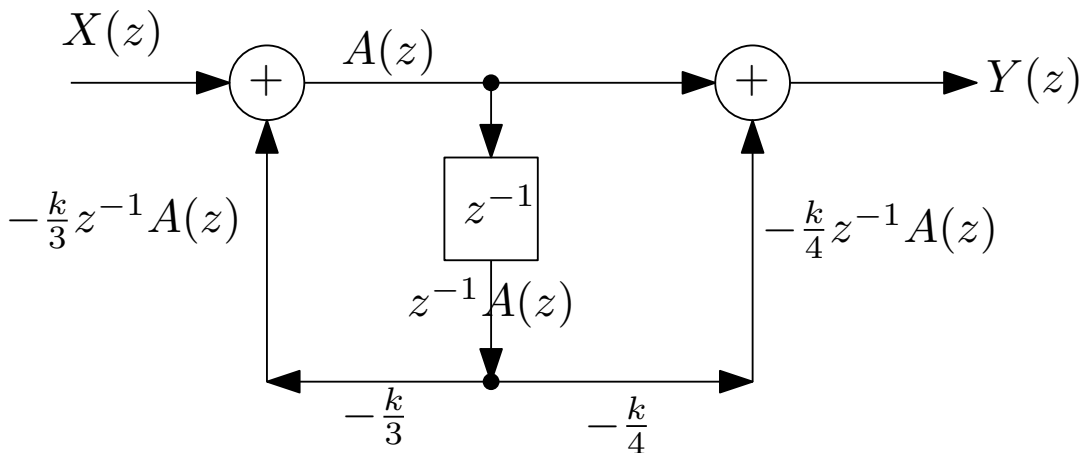 X(z)
A(z)
+
+
Y(z)
-\frac{k}{3}z^{-1}A(z)
z^{-1}
-\frac{k}{4}z^{-1}A(z)
z^{-1}A(z)
-\frac{k}{3}
-\frac{k}{4}